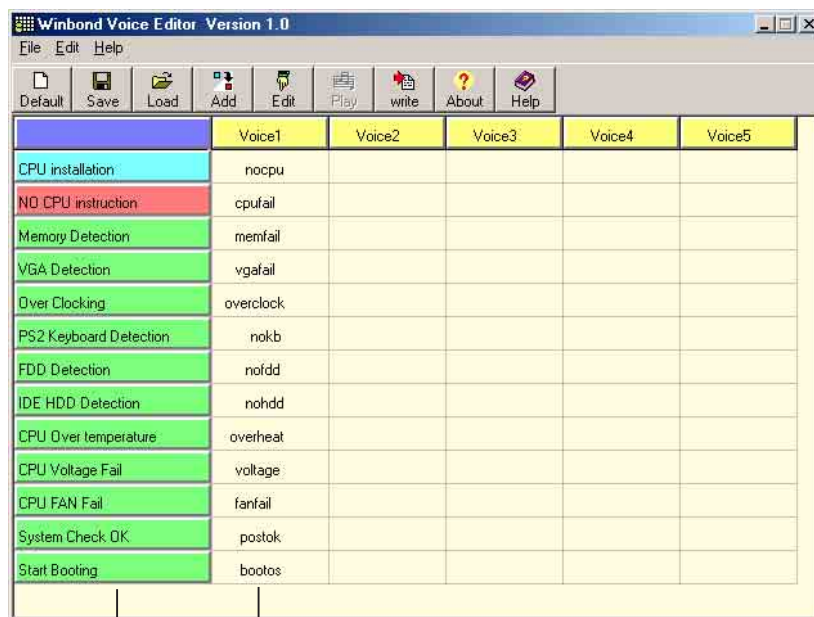 Winbond Voice Editor Version 1.0
File Edit Help
Default Save Load Add Edit Play write About Help
Voice1 Voice2 Voice3 Voice4 Voice5
CPU installation nocpu
NO CPU instruction cpufail
Memory Detection memfail
VGA Detection vgafail
Over Clocking overclock
PS2 Keyboard Detection nokb
FDD Detection nofdd
IDE HDD Detection nohdd
CPU Over temperature overheat
CPU Voltage Fail voltage
CPU FAN Fail fanfail
System Check OK postok
Start Booting bootos